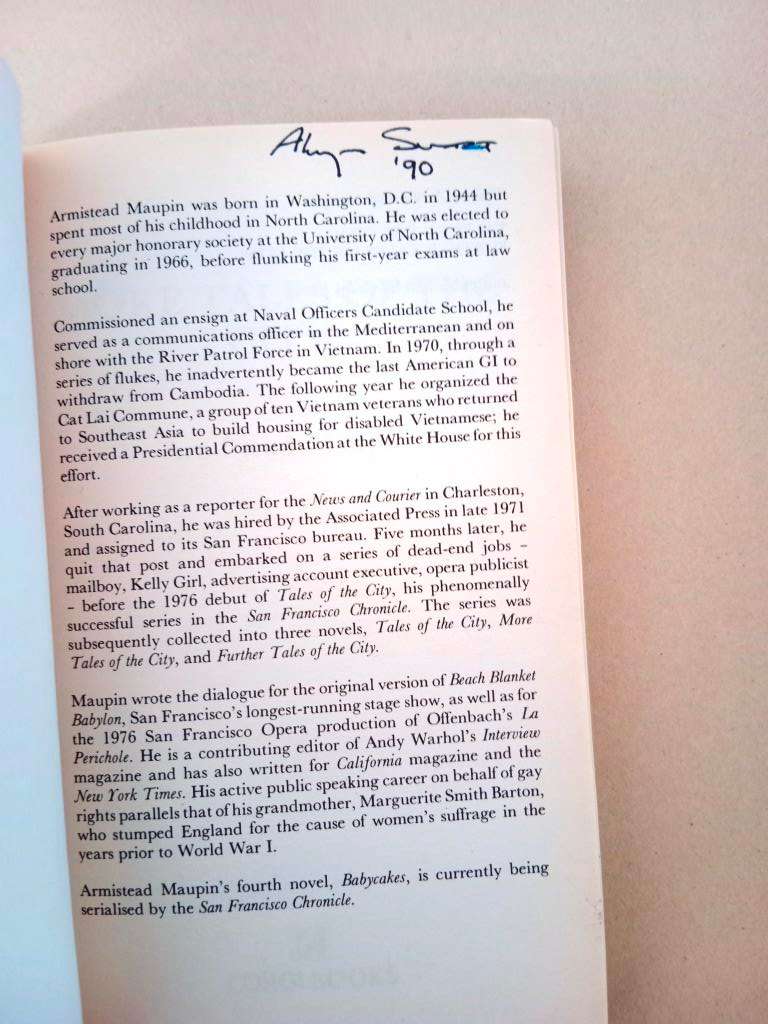 '90
Armistead Maupin was born in Washington, D.C. in 1944 but
spent most of his childhood in North Carolina. He was elected to
every major honorary society at the University of North Carolina,
graduating in 1966, before flunking his first-year exams at law
school.
Commissioned an ensign at Naval Officers Candidate School, he
served as a communications officer in the Mediterranean and on
shore with the River Patrol Force in Vietnam. In 1970, through a
series of flukes, he inadvertently became the last American GI to
withdraw from Cambodia. The following year he organized the
Cat Lai Commune, a group of ten Vietnam veterans who returned
to Southeast Asia to build housing for disabled Vietnamese; he
received a Presidential Commendation at the White House for this
effort.
After working as a reporter for the News and Courier in Charleston,
South Carolina, he was hired by the Associated Press in late 1971
and assigned to its San Francisco bureau. Five months later, he
quit that post and embarked on a series of dead-end jobs –
mailboy, Kelly Girl, advertising account executive, opera publicist
– before the 1976 debut of Tales of the City, his phenomenally
successful series in the San Francisco Chronicle. The series was
subsequently collected into three novels, Tales of the City, More
Tales of the City, and Further Tales of the City.
Maupin wrote the dialogue for the original version of Beach Blanket
Babylon, San Francisco's longest-running stage show, as well as for
the 1976 San Francisco Opera production of Offenbach's La
Perichole. He is a contributing editor of Andy Warhol's Interview
magazine and has also written for California magazine and the
New York Times. His active public speaking career on behalf of gay
rights parallels that of his grandmother, Marguerite Smith Barton,
who stumped England for the cause of women's suffrage in the
years prior to World War I.
Armistead Maupin's fourth novel, Babycakes, is currently being
serialised by the San Francisco Chronicle.